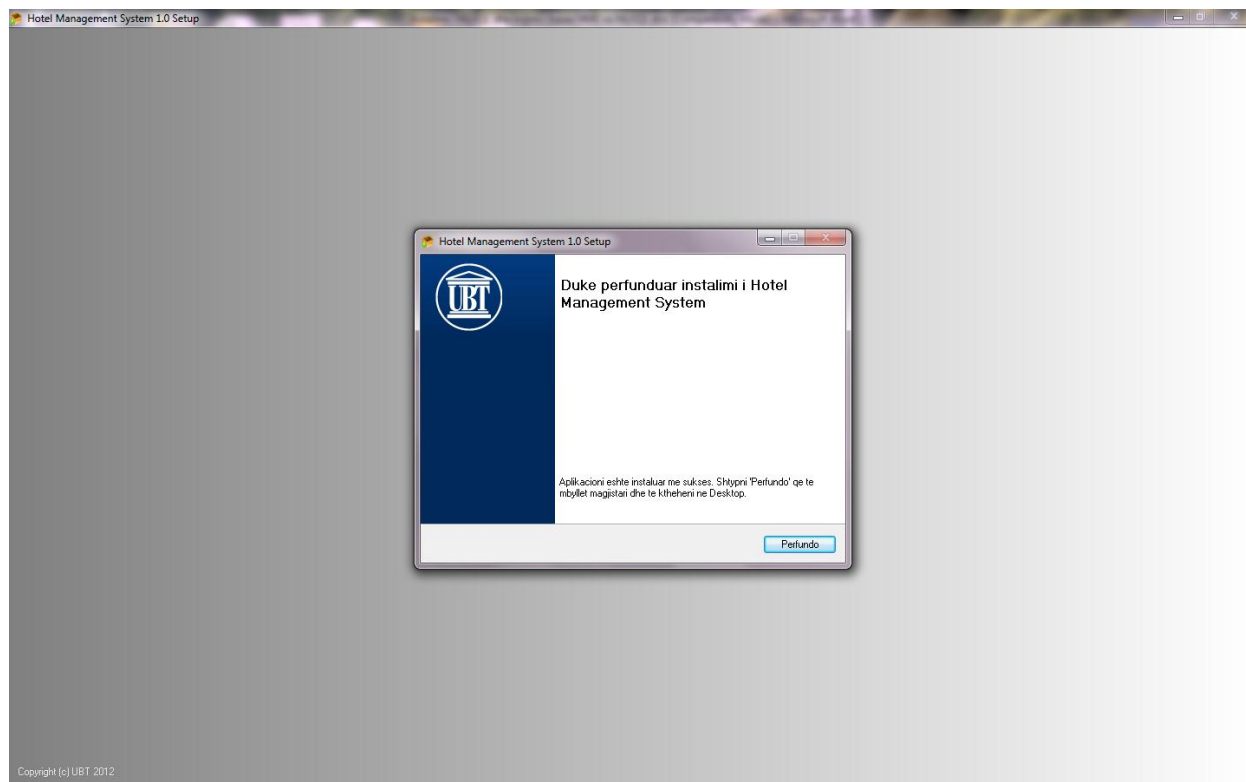 Hotel Management System 1.0 Setup
Hotel Management System 1.0 Setup
UBT
Duke perfunduar instalimi i Hotel
Management System
Aplikacioni eshte instaluar me sukses. Shtypni 'Perfundo' qe te
mbyllet magjistari dhe te ktheheni ne Desktop.
Perfundo
Copyright (c) UBT 2012